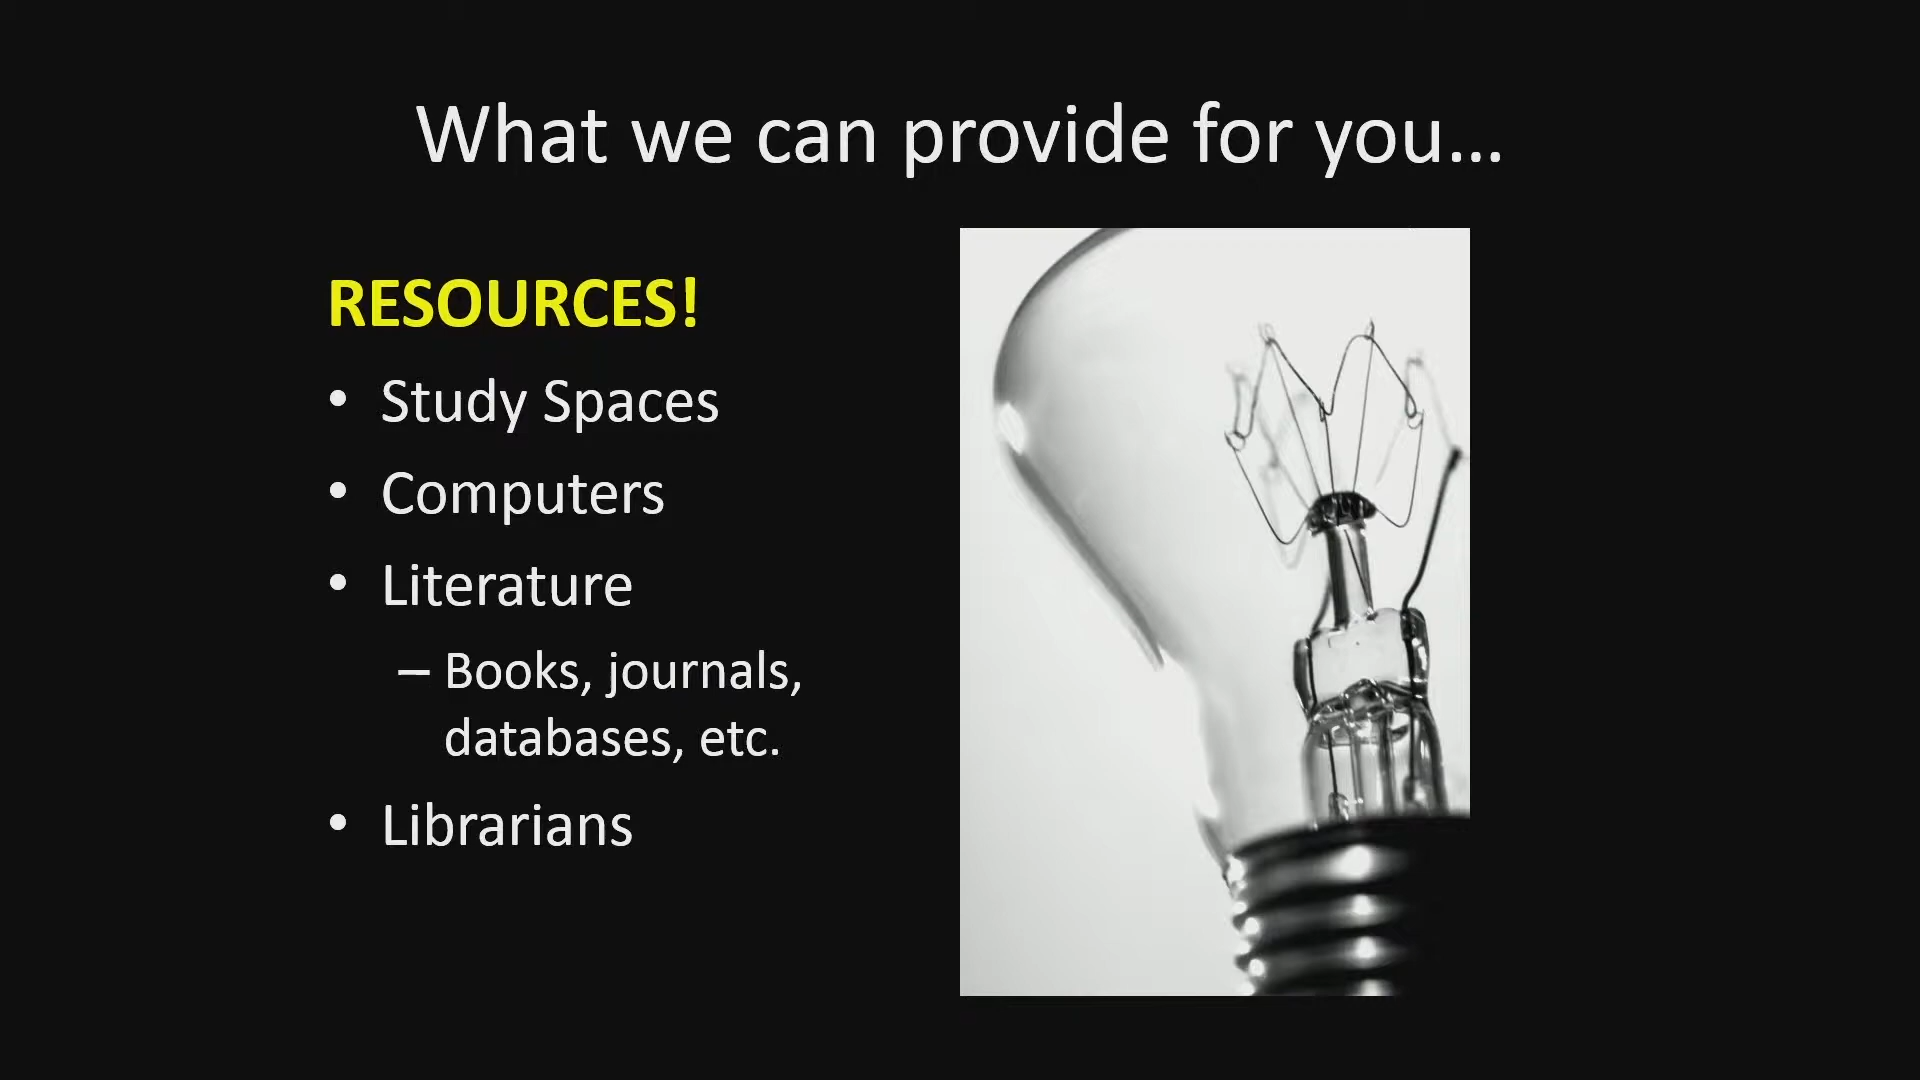 What we can provide for you...
RESOURCES!
• Study Spaces
• Computers
• Literature
– Books, journals,
databases, etc.
• Librarians